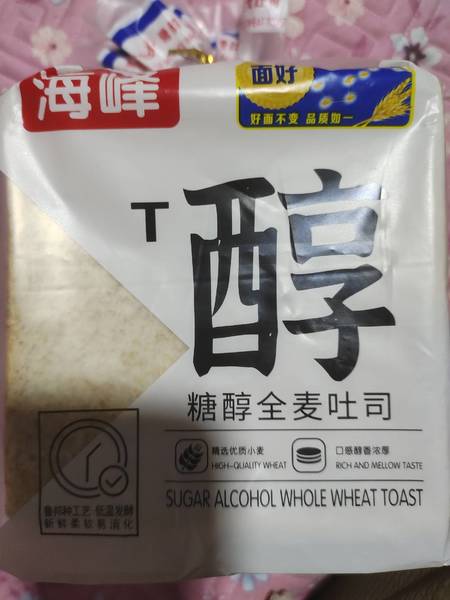 海峰
面好
好面不变 品质如一
T
醇
糖醇全麦吐司
精选优质小麦
HIGH-QUALITY WHEAT
口感醇香浓厚
RICH AND MELLOW TASTE
SUGAR ALCOHOL WHOLE WHEAT TOAST
鲁邦种工艺·低温发酵
新鲜柔软易消化